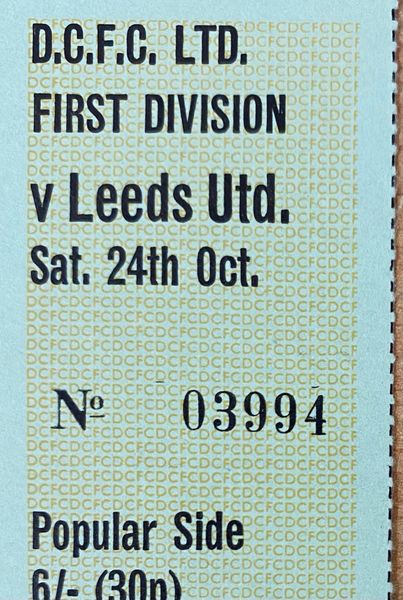 D.C.F.C. LTD.
FIRST DIVISION
v Leeds Utd.
Sat. 24th Oct.
Nº 03994
Popular Side
6/- (30p)